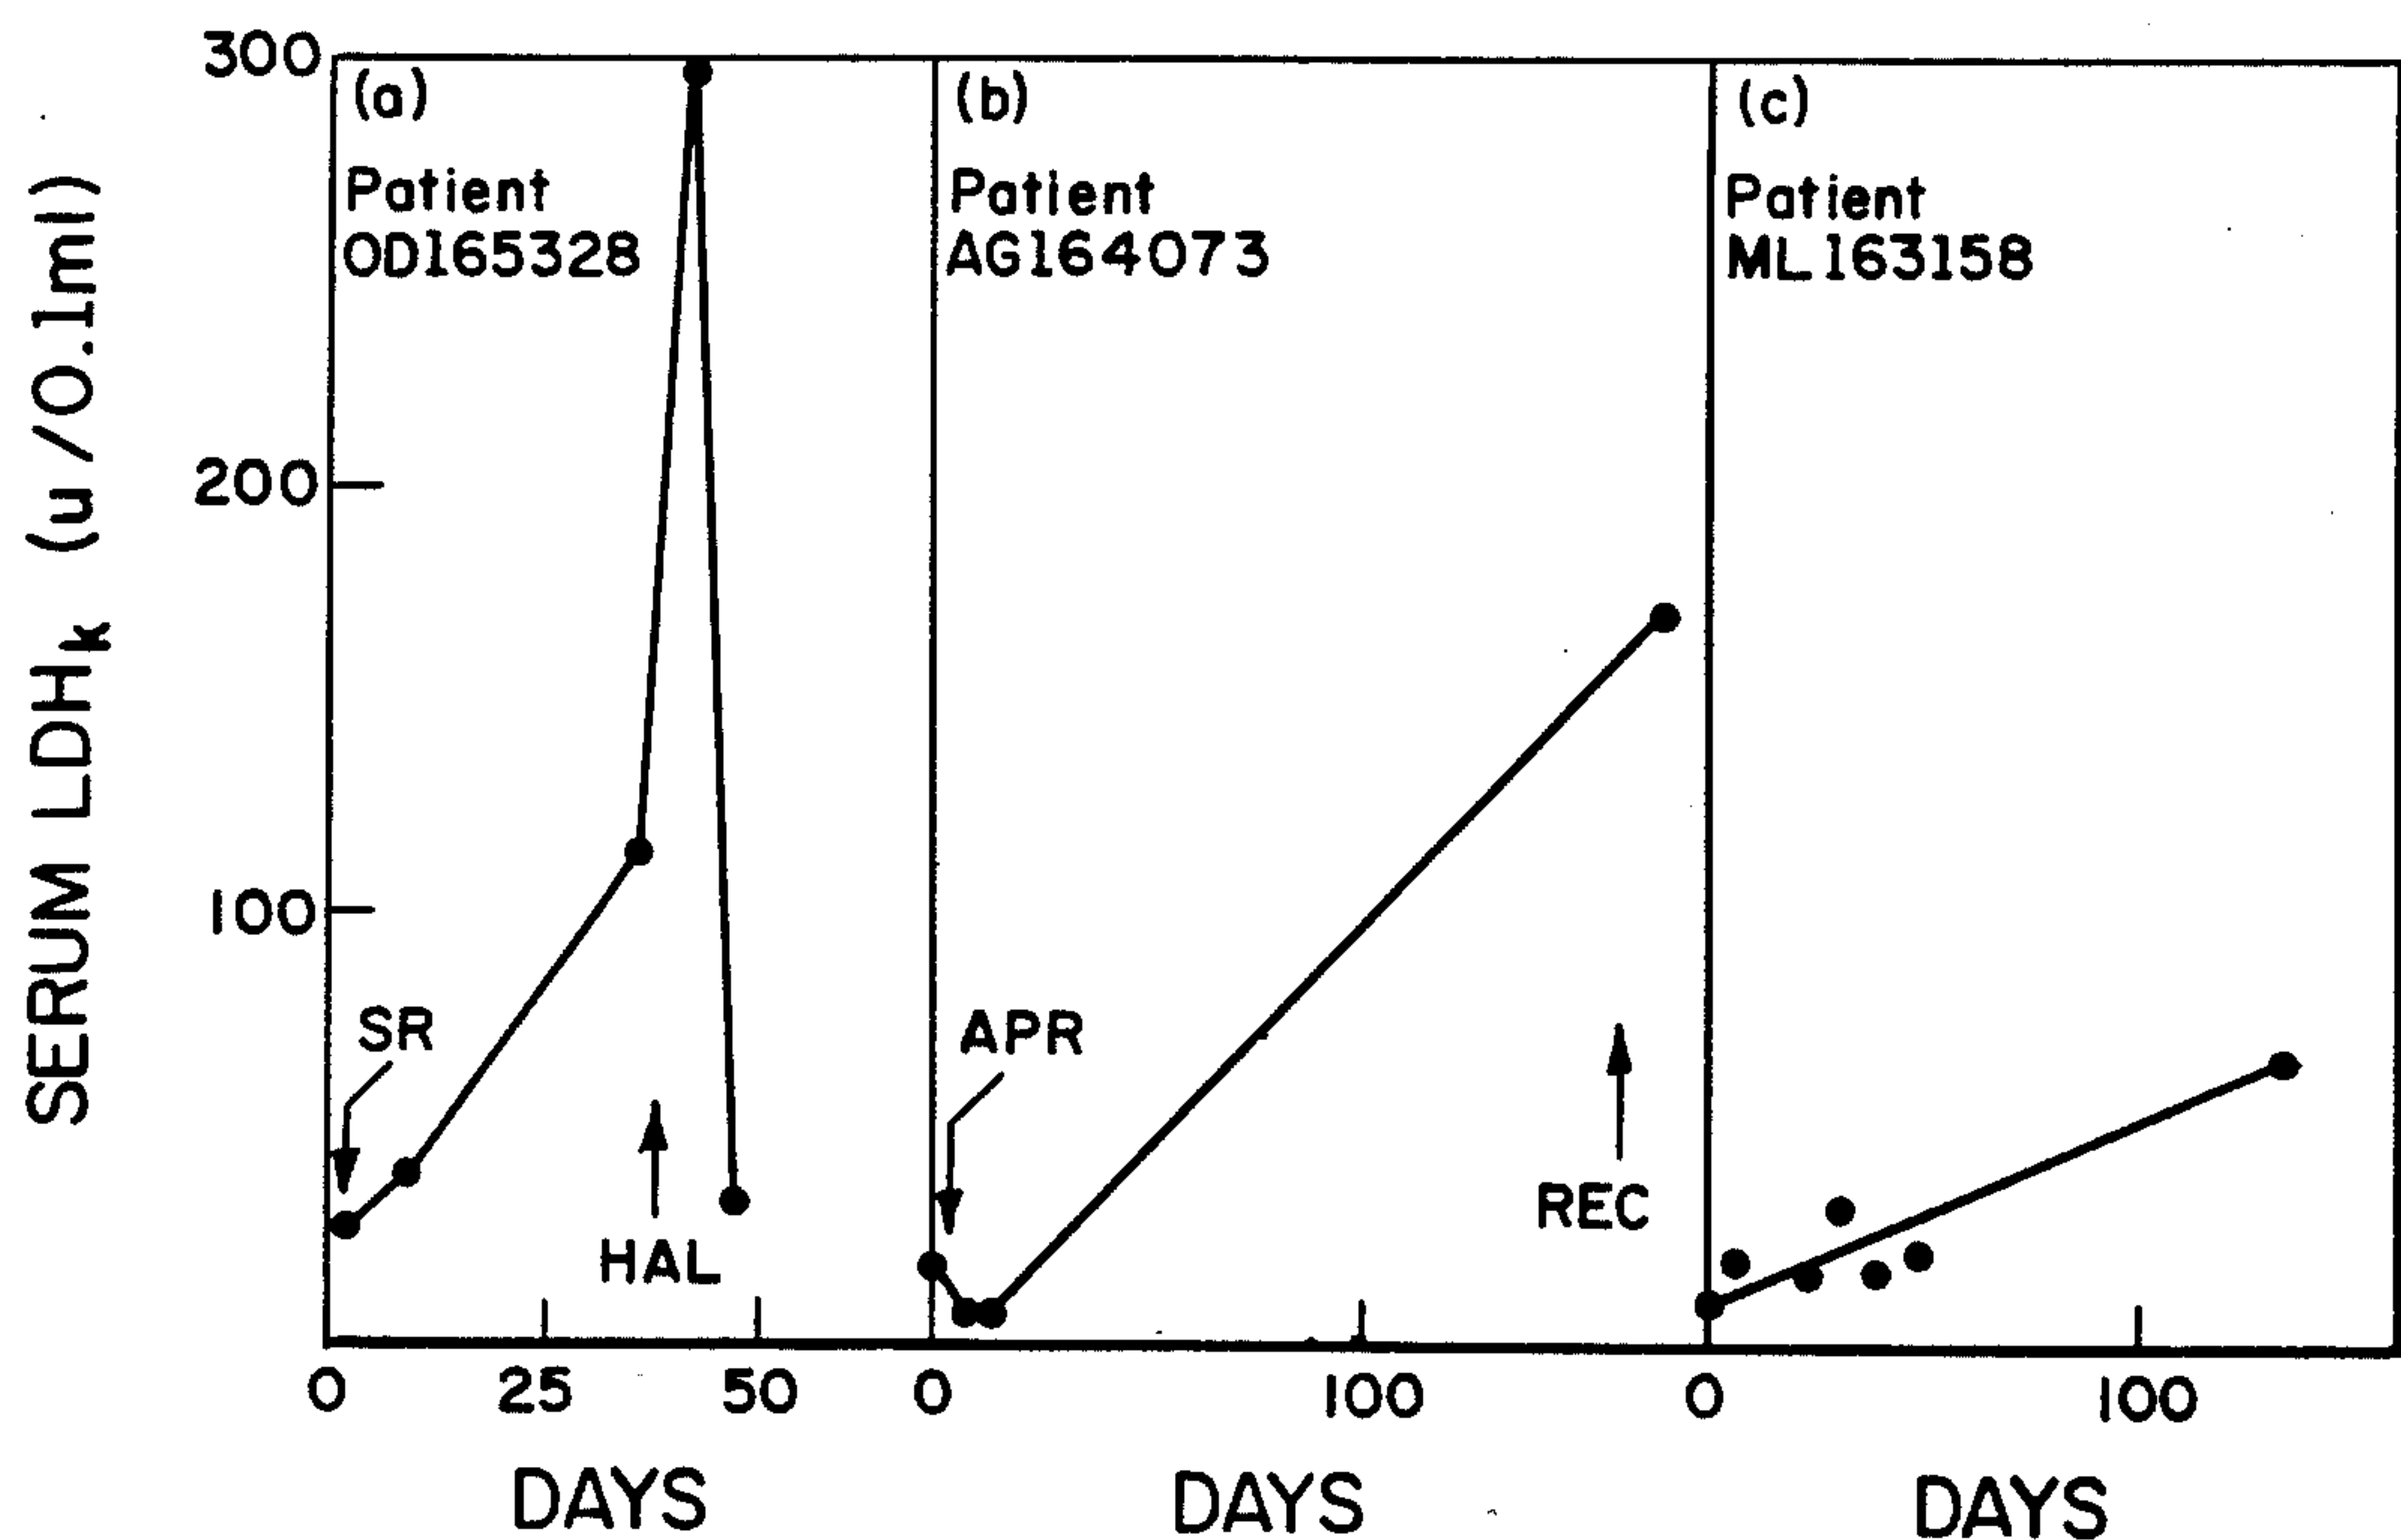 SERUM LDHk (u/0.1ml)
300
200
100
(a)
Patient
OD165328
SR
HAL
0
25
50
DAYS
(b)
Patient
AG164073
APR
REC
0
100
DAYS
(c)
Patient
ML163158
0
100
DAYS